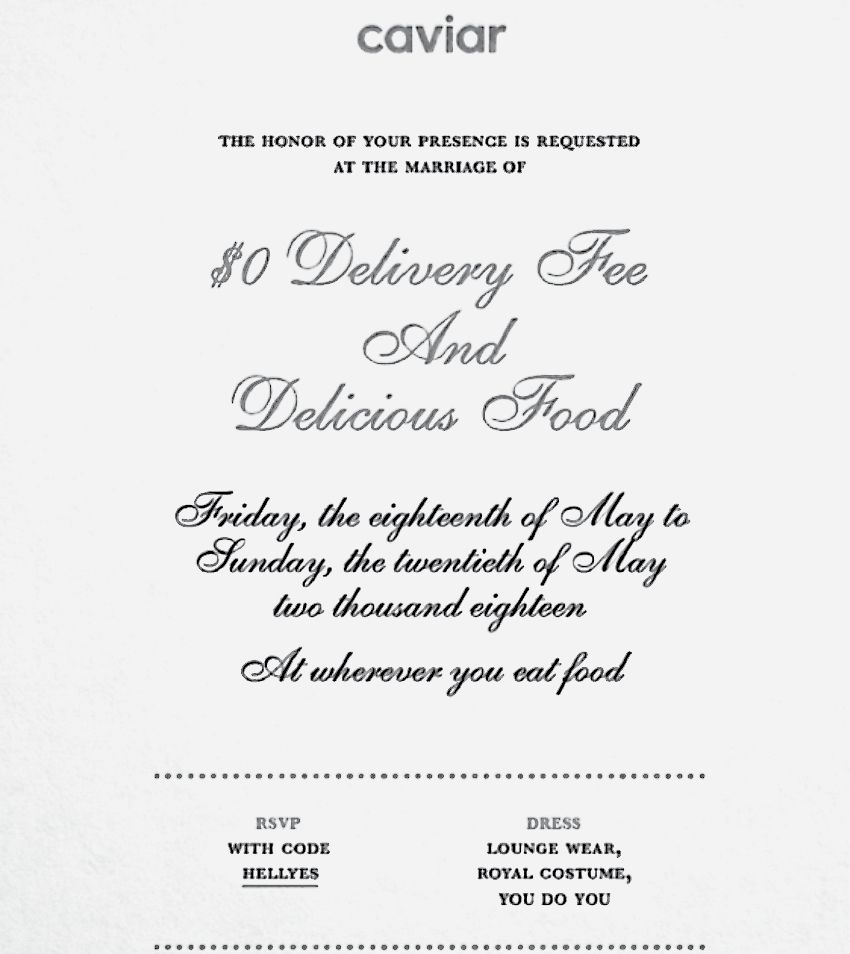 caviar
THE HONOR OF YOUR PRESENCE IS REQUESTED
AT THE MARRIAGE OF
$0 Delivery Fee
And
Delicious Food
Friday, the eighteenth of May to
Sunday, the twentieth of May
two thousand eighteen
At wherever you eat food
RSVP
WITH CODE
HELLYES
DRESS
LOUNGE WEAR,
ROYAL COSTUME,
YOU DO YOU